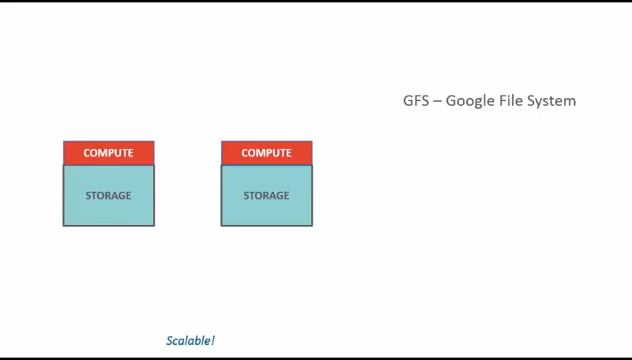 GFS – Google File System
COMPUTE
COMPUTE
STORAGE
STORAGE
Scalable!